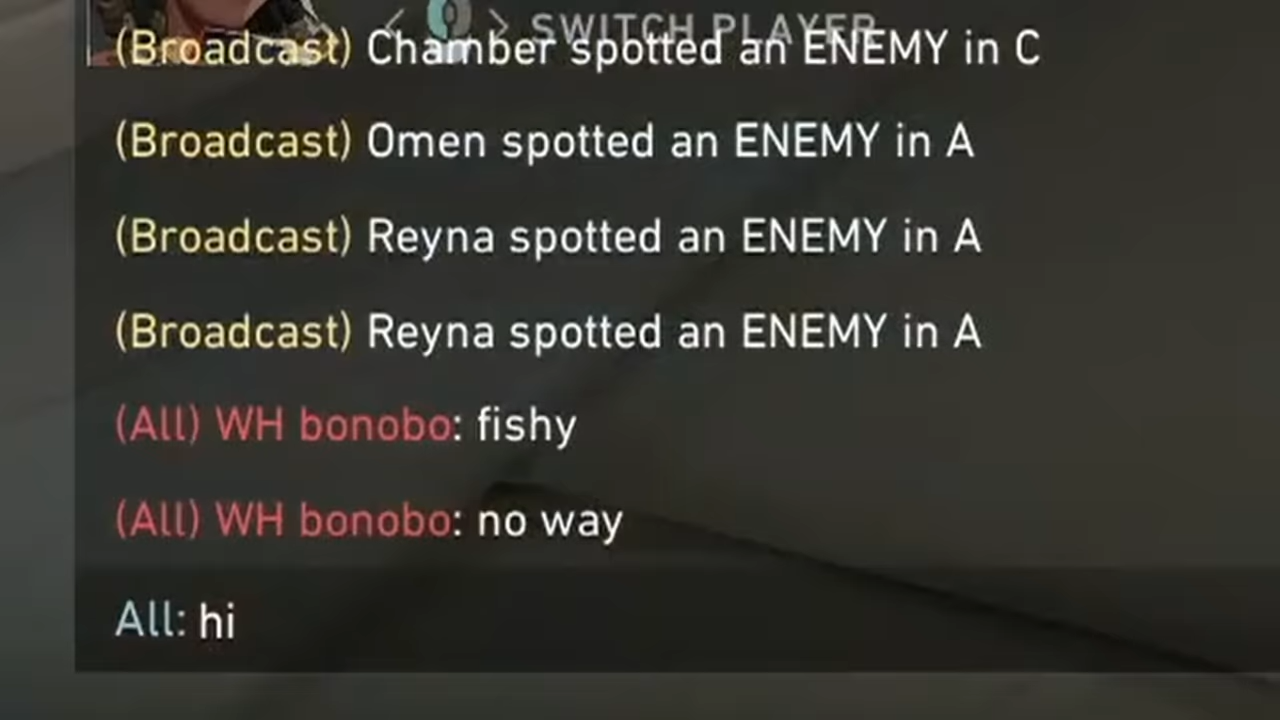 < > SWITCH PLAYER
(Broadcast) Chamber spotted an ENEMY in C
(Broadcast) Omen spotted an ENEMY in A
(Broadcast) Reyna spotted an ENEMY in A
(Broadcast) Reyna spotted an ENEMY in A
(All) WH bonobo: fishy
(All) WH bonobo: no way
All: hi